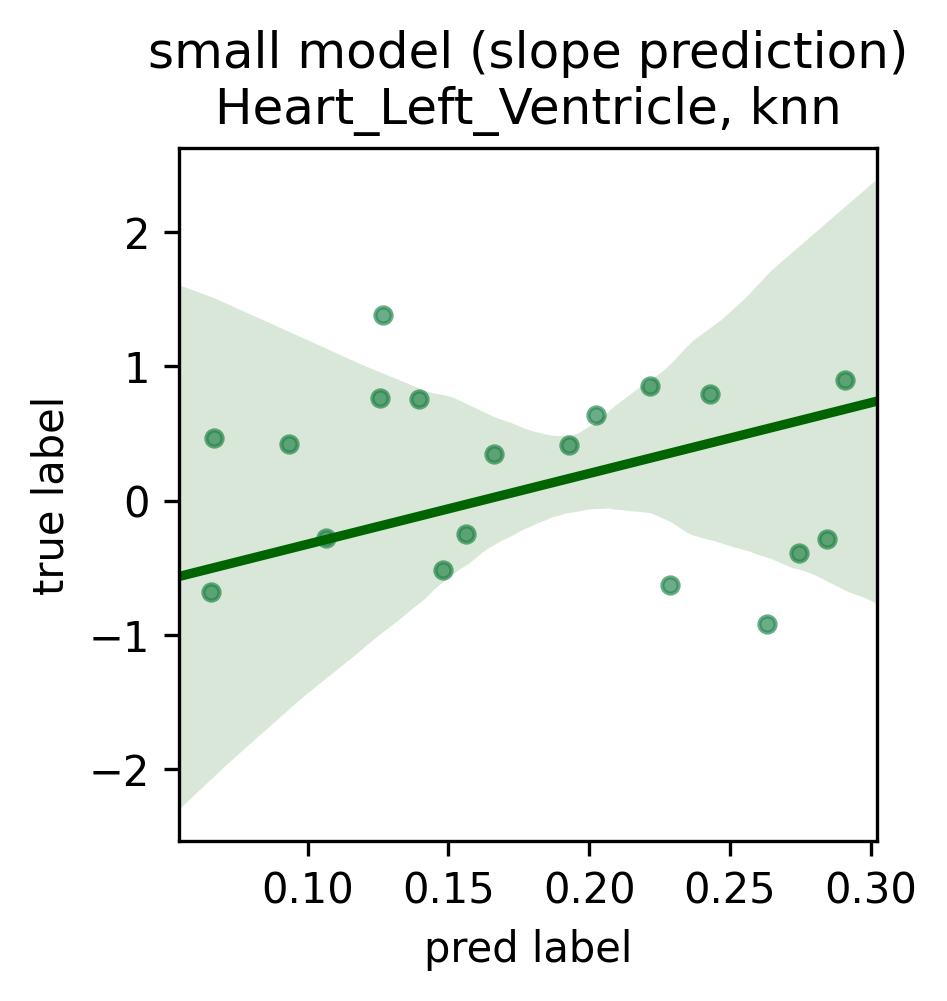 small model (slope prediction)
Heart_Left_Ventricle, knn
2
1
0
−1
−2
true label
0.10 0.15 0.20 0.25 0.30
pred label